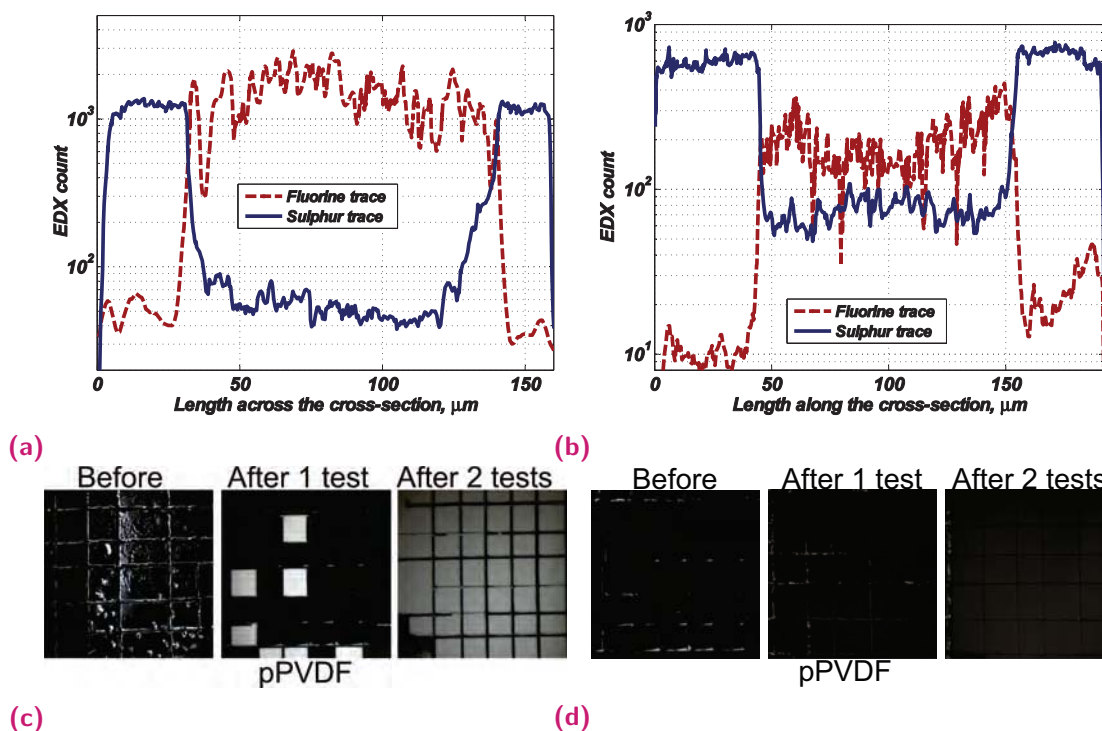 10³
10²
EDX count
Fluorine trace
Sulphur trace
0 50 100 150
Length across the cross-section, μm
(a)
10³
10²
10¹
EDX count
Fluorine trace
Sulphur trace
0 50 100 150
Length along the cross-section, μm
(b)
Before After 1 test After 2 tests
pPVDF
(c)
Before After 1 test After 2 tests
pPVDF
(d)